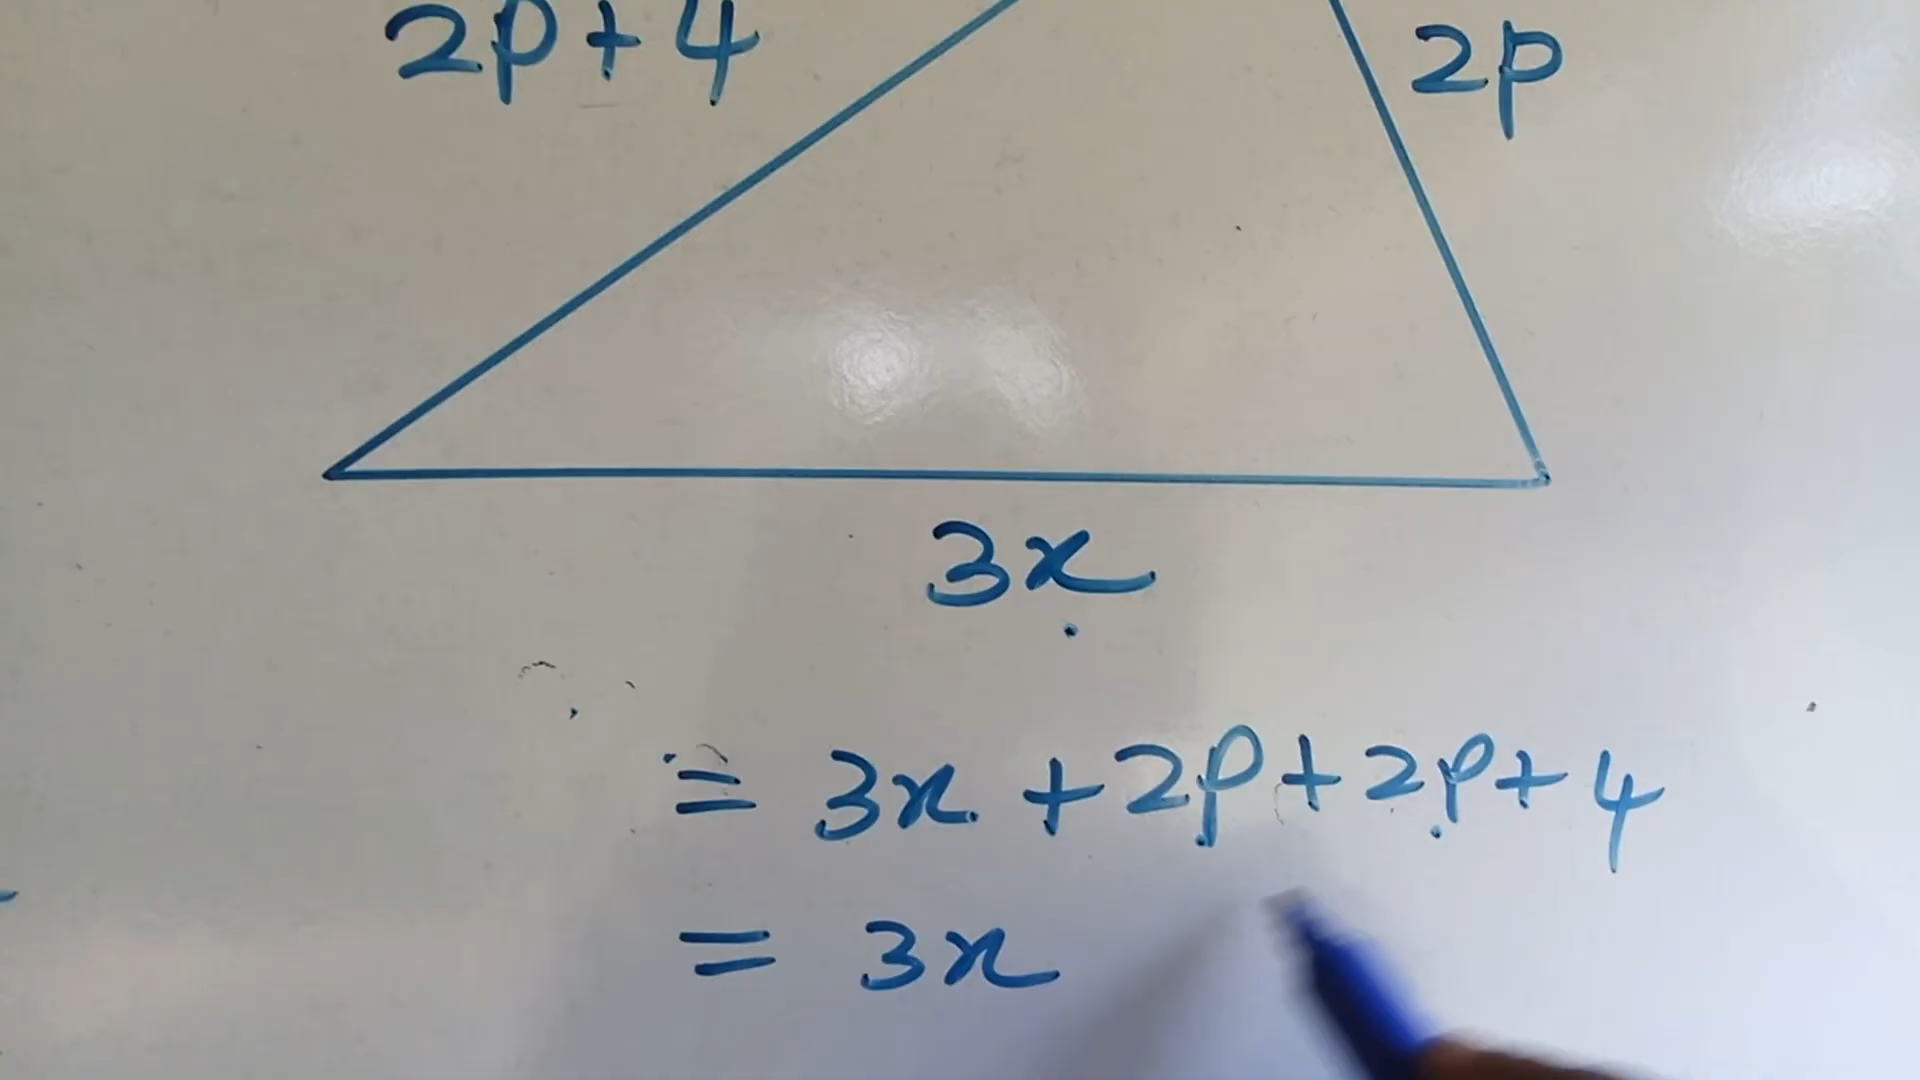 2p+4
2p
3x
= 3x + 2p + 2p + 4
= 3x